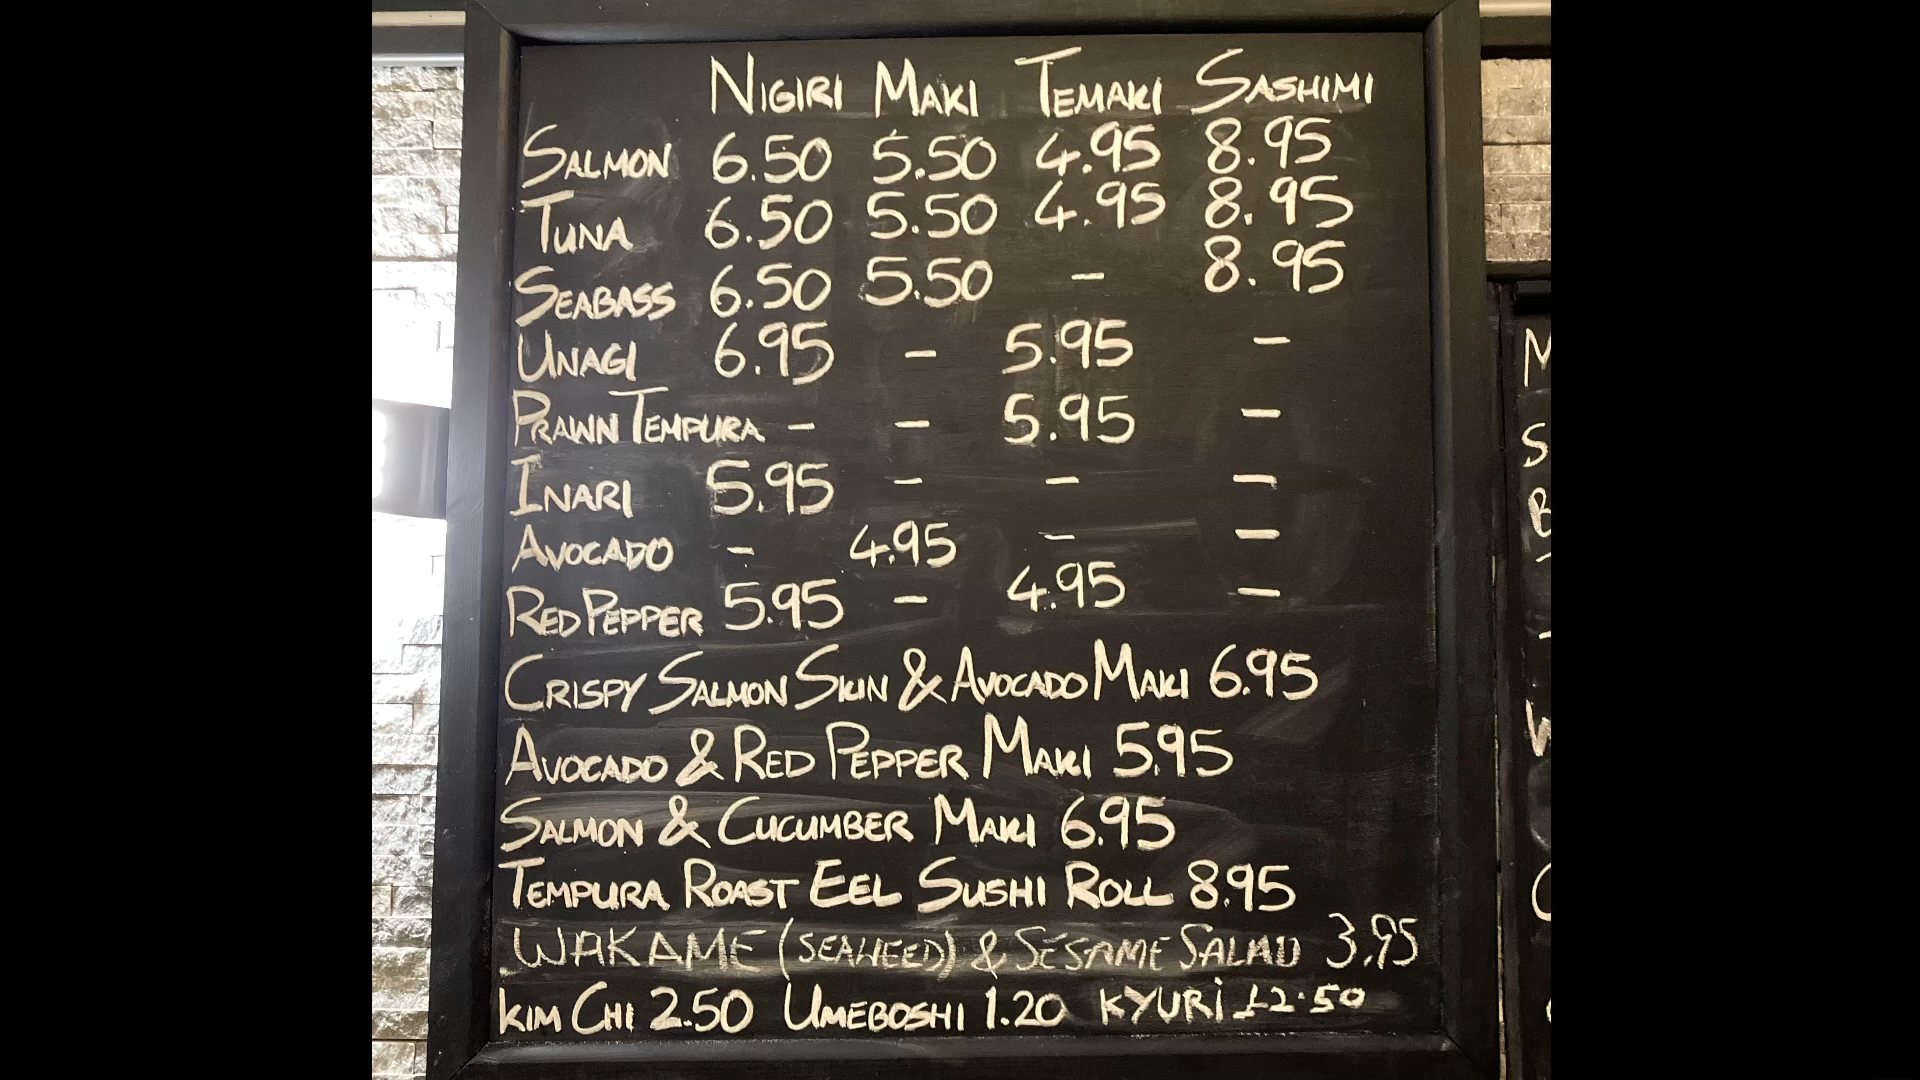 NIGIRI MAKI TEMAKI SASHIMI
SALMON 6.50 5.50 4.95 8.95
TUNA 6.50 5.50 4.95 8.95
SEABASS 6.50 5.50 - 8.95
UNAGI 6.95 - 5.95 -
PRAWN TEMPURA - - 5.95 -
INARI 5.95 - - -
AVOCADO - 4.95 - -
RED PEPPER 5.95 - 4.95 -
CRISPY SALMON SKIN & AVOCADO MAKI 6.95
AVOCADO & RED PEPPER MAKI 5.95
SALMON & CUCUMBER MAKI 6.95
TEMPURA ROAST EEL SUSHI ROLL 8.95
WAKAME (SEAWEED) & SESAME SALAD 3.95
KIM CHI 2.50 UMEBOSHI 1.20 KYURI £2.50